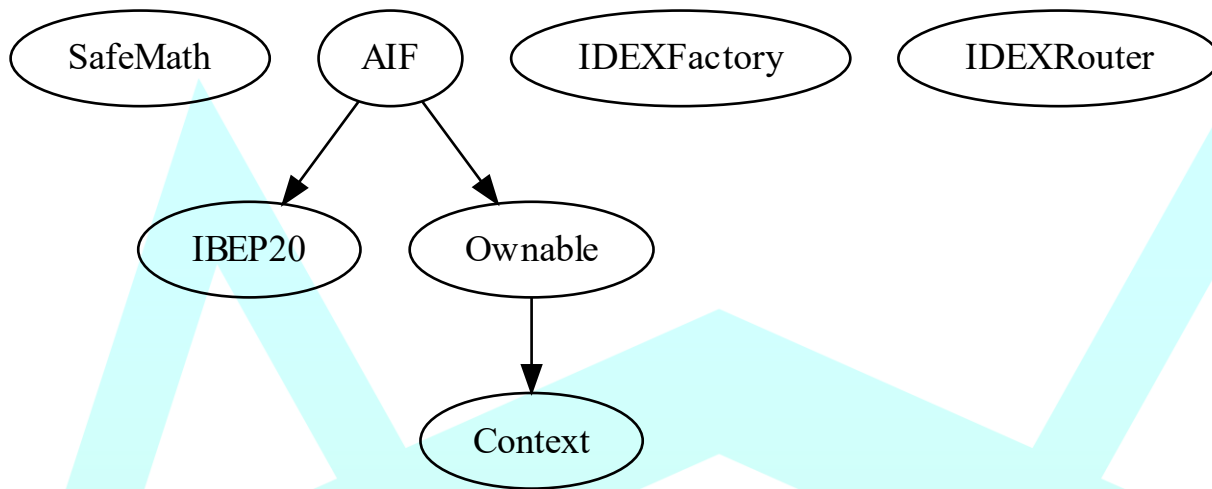 SafeMath
AIF
IDEXFactory
IDEXRouter
IBEP20
Ownable
Context